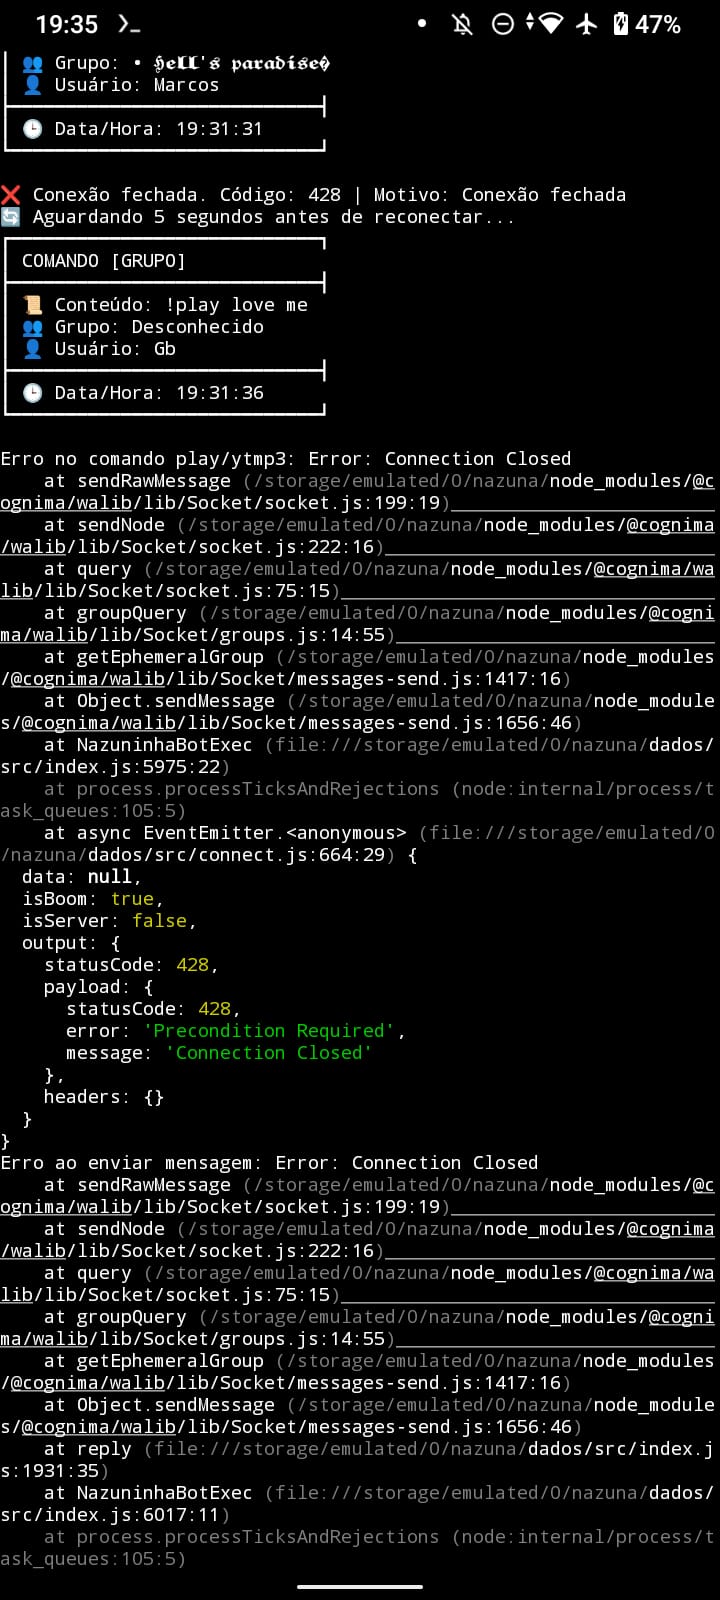 19:35
47%
Grupo: • 𝕳𝖊𝖑𝖑'𝖘 𝖕𝖆𝖗𝖆𝖉𝖎𝖘𝖊�
Usuário: Marcos
Data/Hora: 19:31:31
❌ Conexão fechada. Código: 428 | Motivo: Conexão fechada
🔄 Aguardando 5 segundos antes de reconectar...
COMANDO [GRUPO]
📜 Conteúdo: !play love me
👥 Grupo: Desconhecido
👤 Usuário: Gb
🕒 Data/Hora: 19:31:36
Erro no comando play/ytmp3: Error: Connection Closed
at sendRawMessage (/storage/emulated/0/nazuna/node_modules/@c
ognima/walib/lib/Socket/socket.js:199:19)
at sendNode (/storage/emulated/0/nazuna/node_modules/@cognima
/walib/lib/Socket/socket.js:222:16)
at query (/storage/emulated/0/nazuna/node_modules/@cognima/wa
lib/lib/Socket/socket.js:75:15)
at groupQuery (/storage/emulated/0/nazuna/node_modules/@cogni
ma/walib/lib/Socket/groups.js:14:55)
at getEphemeralGroup (/storage/emulated/0/nazuna/node_modules
/@cognima/walib/lib/Socket/messages-send.js:1417:16)
at Object.sendMessage (/storage/emulated/0/nazuna/node_module
s/@cognima/walib/lib/Socket/messages-send.js:1656:46)
at NazuninhaBotExec (file:///storage/emulated/0/nazuna/dados/
src/index.js:5975:22)
at process.processTicksAndRejections (node:internal/process/t
ask_queues:105:5)
at async EventEmitter.<anonymous> (file:///storage/emulated/0
/nazuna/dados/src/connect.js:664:29) {
data: null,
isBoom: true,
isServer: false,
output: {
statusCode: 428,
payload: {
statusCode: 428,
error: 'Precondition Required',
message: 'Connection Closed'
},
headers: {}
}
}
Erro ao enviar mensagem: Error: Connection Closed
at sendRawMessage (/storage/emulated/0/nazuna/node_modules/@c
ognima/walib/lib/Socket/socket.js:199:19)
at sendNode (/storage/emulated/0/nazuna/node_modules/@cognima
/walib/lib/Socket/socket.js:222:16)
at query (/storage/emulated/0/nazuna/node_modules/@cognima/wa
lib/lib/Socket/socket.js:75:15)
at groupQuery (/storage/emulated/0/nazuna/node_modules/@cogni
ma/walib/lib/Socket/groups.js:14:55)
at getEphemeralGroup (/storage/emulated/0/nazuna/node_modules
/@cognima/walib/lib/Socket/messages-send.js:1417:16)
at Object.sendMessage (/storage/emulated/0/nazuna/node_module
s/@cognima/walib/lib/Socket/messages-send.js:1656:46)
at reply (file:///storage/emulated/0/nazuna/dados/src/index.j
s:1931:35)
at NazuninhaBotExec (file:///storage/emulated/0/nazuna/dados/
src/index.js:6017:11)
at process.processTicksAndRejections (node:internal/process/t
ask_queues:105:5)